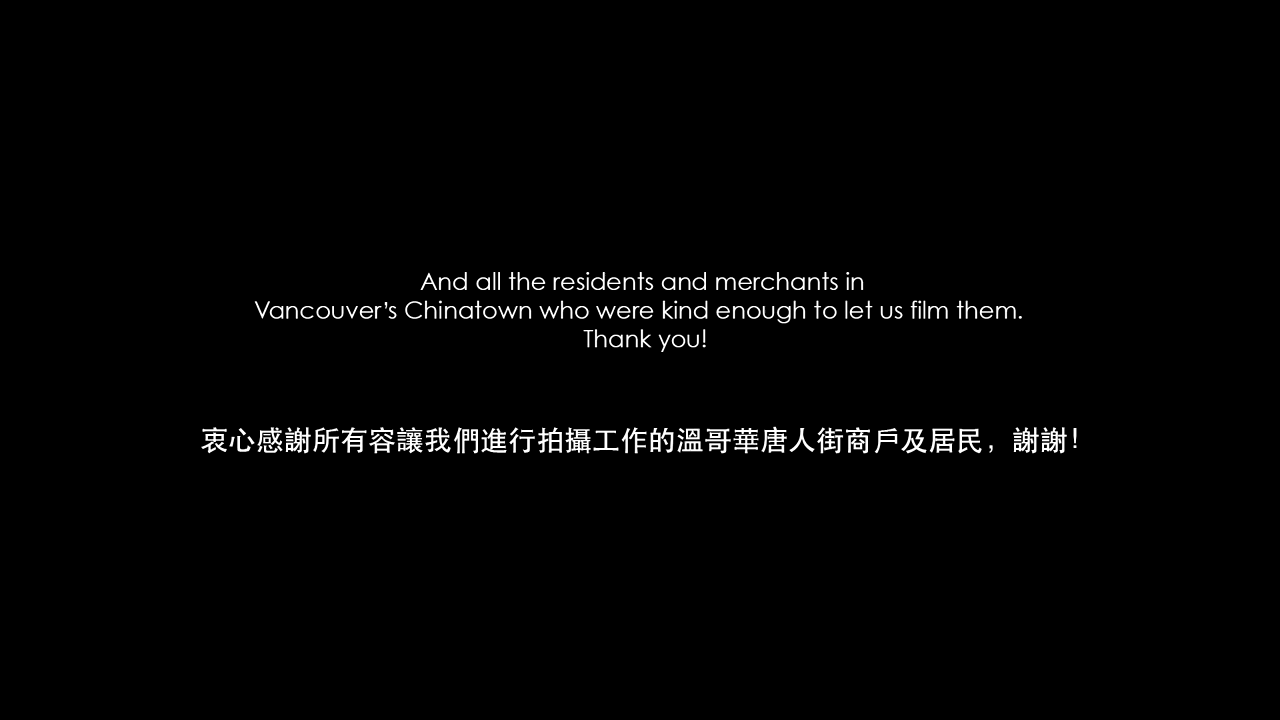 And all the residents and merchants in
Vancouver’s Chinatown who were kind enough to let us film them.
Thank you!
衷心感謝所有容讓我們進行拍攝工作的溫哥華唐人街商戶及居民，謝謝！